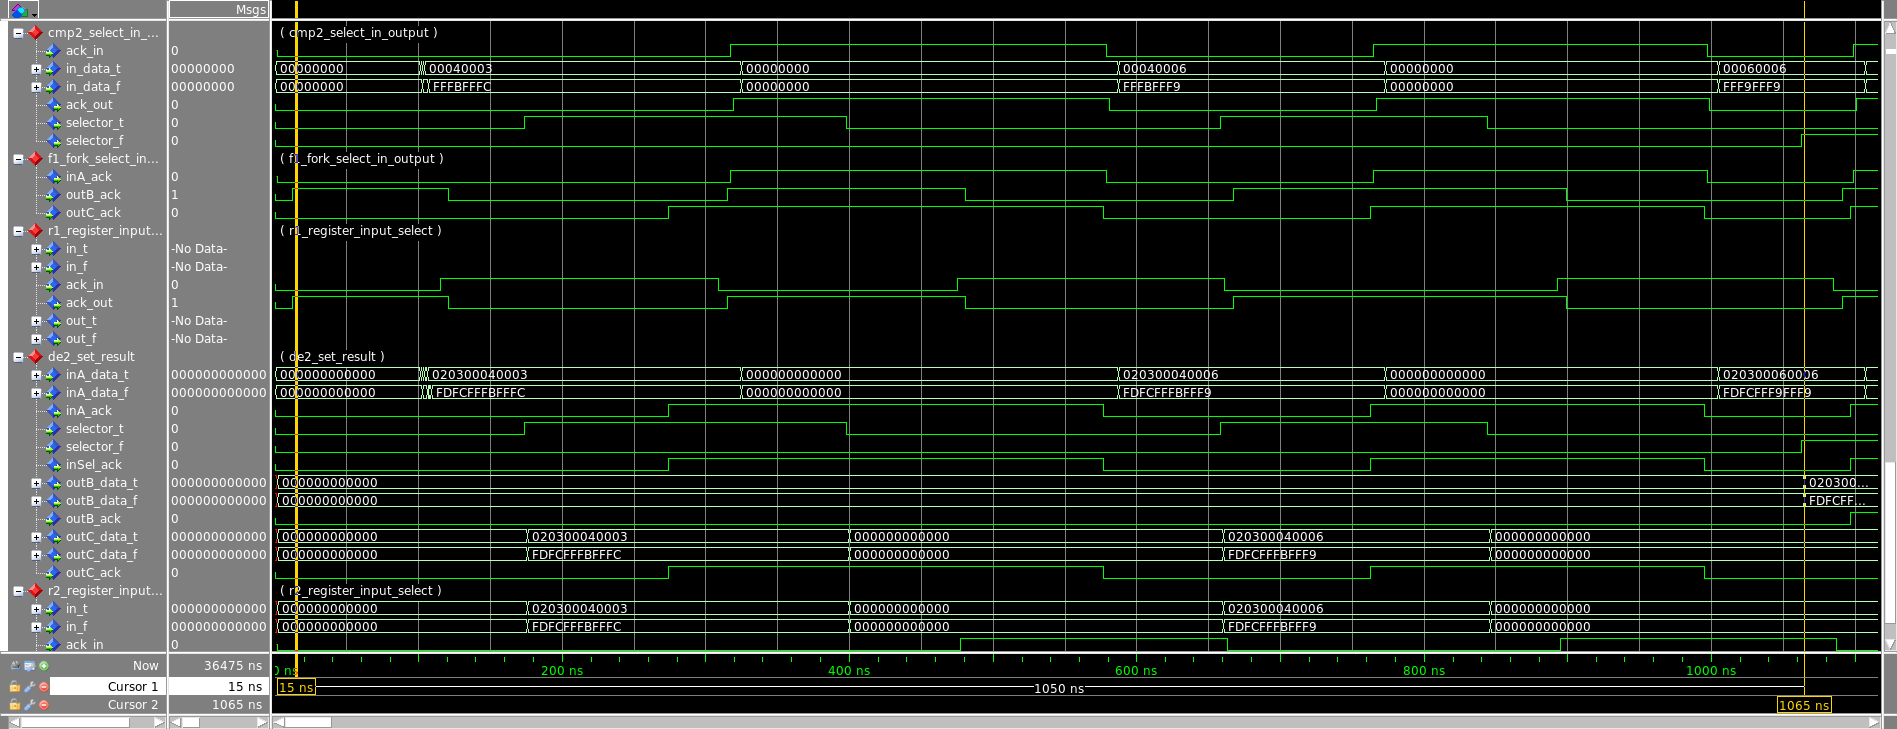 Msgs
cmp2_select_in_... ( cmp2_select_in_output )
ack_in 0
in_data_t 00000000 00000000 00040003 00000000 00040006 00000000 00060006
in_data_f 00000000 00000000 FFFBFFFC 00000000 FFFBFFF9 00000000 FFF9FFF9
ack_out 0
selector_t 0
selector_f 0
f1_fork_select_in... ( f1_fork_select_in_output )
inA_ack 0
outB_ack 1
outC_ack 0
r1_register_input... ( r1_register_input_select )
in_t -No Data-
in_f -No Data-
ack_in 0
ack_out 1
out_t -No Data-
out_f -No Data-
de2_set_result ( de2_set_result )
inA_data_t 000000000000 000000000000 020300040003 000000000000 020300040006 000000000000 020300060006
inA_data_f 000000000000 000000000000 FDFCFFFBFFFC 000000000000 FDFCFFFBFFF9 000000000000 FDFCFFF9FFF9
inA_ack 0
selector_t 0
selector_f 0
inSel_ack 0
outB_data_t 000000000000 000000000000 020300...
outB_data_f 000000000000 000000000000 FDFCFF...
outB_ack 0
outC_data_t 000000000000 000000000000 020300040003 000000000000 020300040006 000000000000
outC_data_f 000000000000 000000000000 FDFCFFFBFFFC 000000000000 FDFCFFFBFFF9 000000000000
outC_ack 0
r2_register_input... ( r2_register_input_select )
in_t 000000000000 000000000000 020300040003 000000000000 020300040006 000000000000
in_f 000000000000 000000000000 FDFCFFFBFFFC 000000000000 FDFCFFFBFFF9 000000000000
ack_in 0
Now 36475 ns 0 ns 200 ns 400 ns 600 ns 800 ns 1000 ns
Cursor 1 15 ns 15 ns 1050 ns
Cursor 2 1065 ns 1065 ns